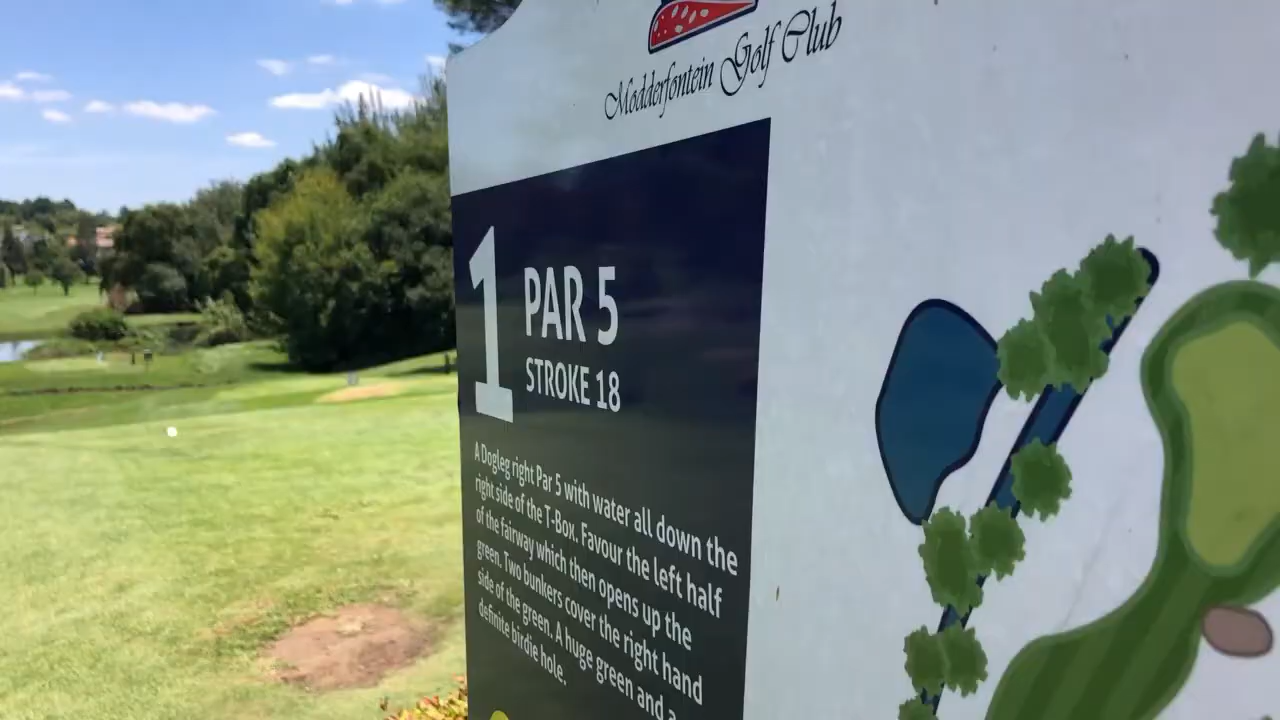 Modderfontein Golf Club
1
PAR 5
STROKE 18
A Dogleg right Par 5 with water all down the
right side of the T-Box. Favour the left half
of the fairway which then opens up the
green. Two bunkers cover the right hand
side of the green. A huge green and a
definite birdie hole.